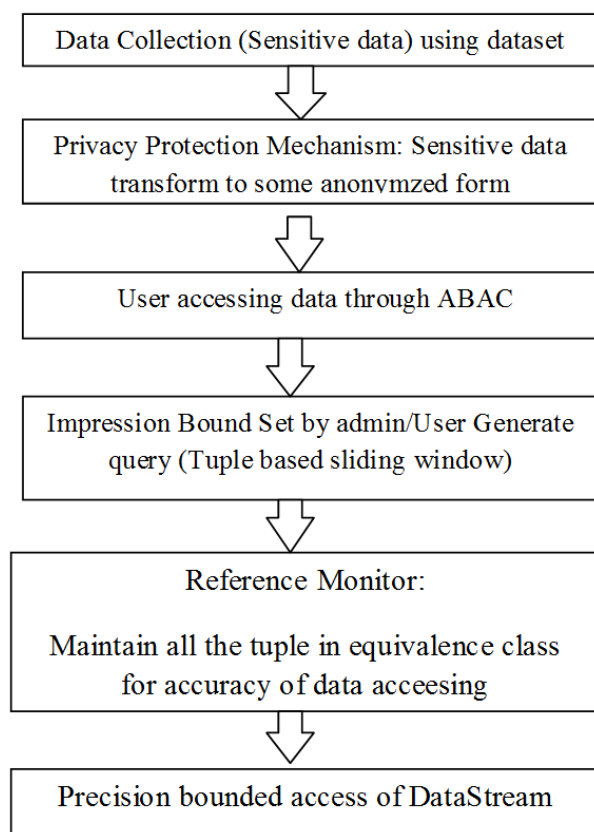 Data Collection (Sensitive data) using dataset
Privacy Protection Mechanism: Sensitive data
transform to some anonvmzed form
User accessing data through ABAC
Impression Bound Set by admin/User Generate
query (Tuple based sliding window)
Reference Monitor:
Maintain all the tuple in equivalence class
for accuracy of data acceesing
Precision bounded access of DataStream